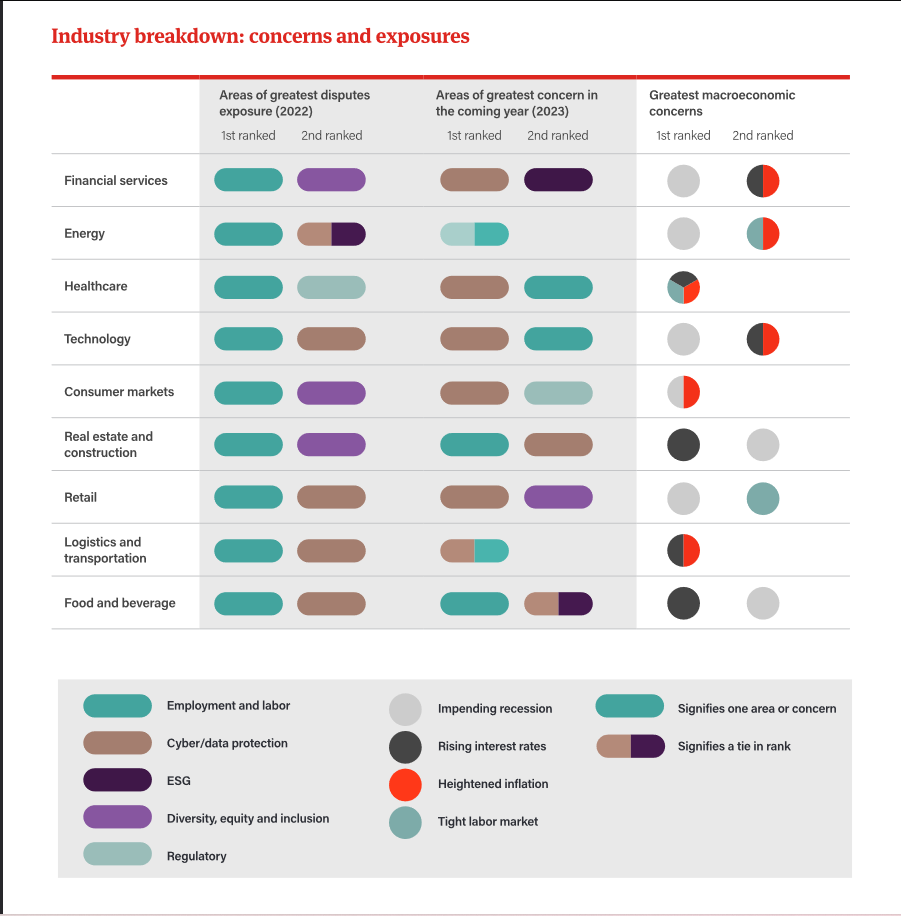 Industry breakdown: concerns and exposures
Areas of greatest disputes
exposure (2022)
Areas of greatest concern in
the coming year (2023)
Greatest macroeconomic
concerns
1st ranked
2nd ranked
1st ranked
2nd ranked
1st ranked
2nd ranked
Financial services
Energy
Healthcare
Technology
Consumer markets
Real estate and
construction
Retail
Logistics and
transportation
Food and beverage
Employment and labor
Cyber/data protection
ESG
Diversity, equity and inclusion
Regulatory
Impending recession
Rising interest rates
Heightened inflation
Tight labor market
Signifies one area or concern
Signifies a tie in rank